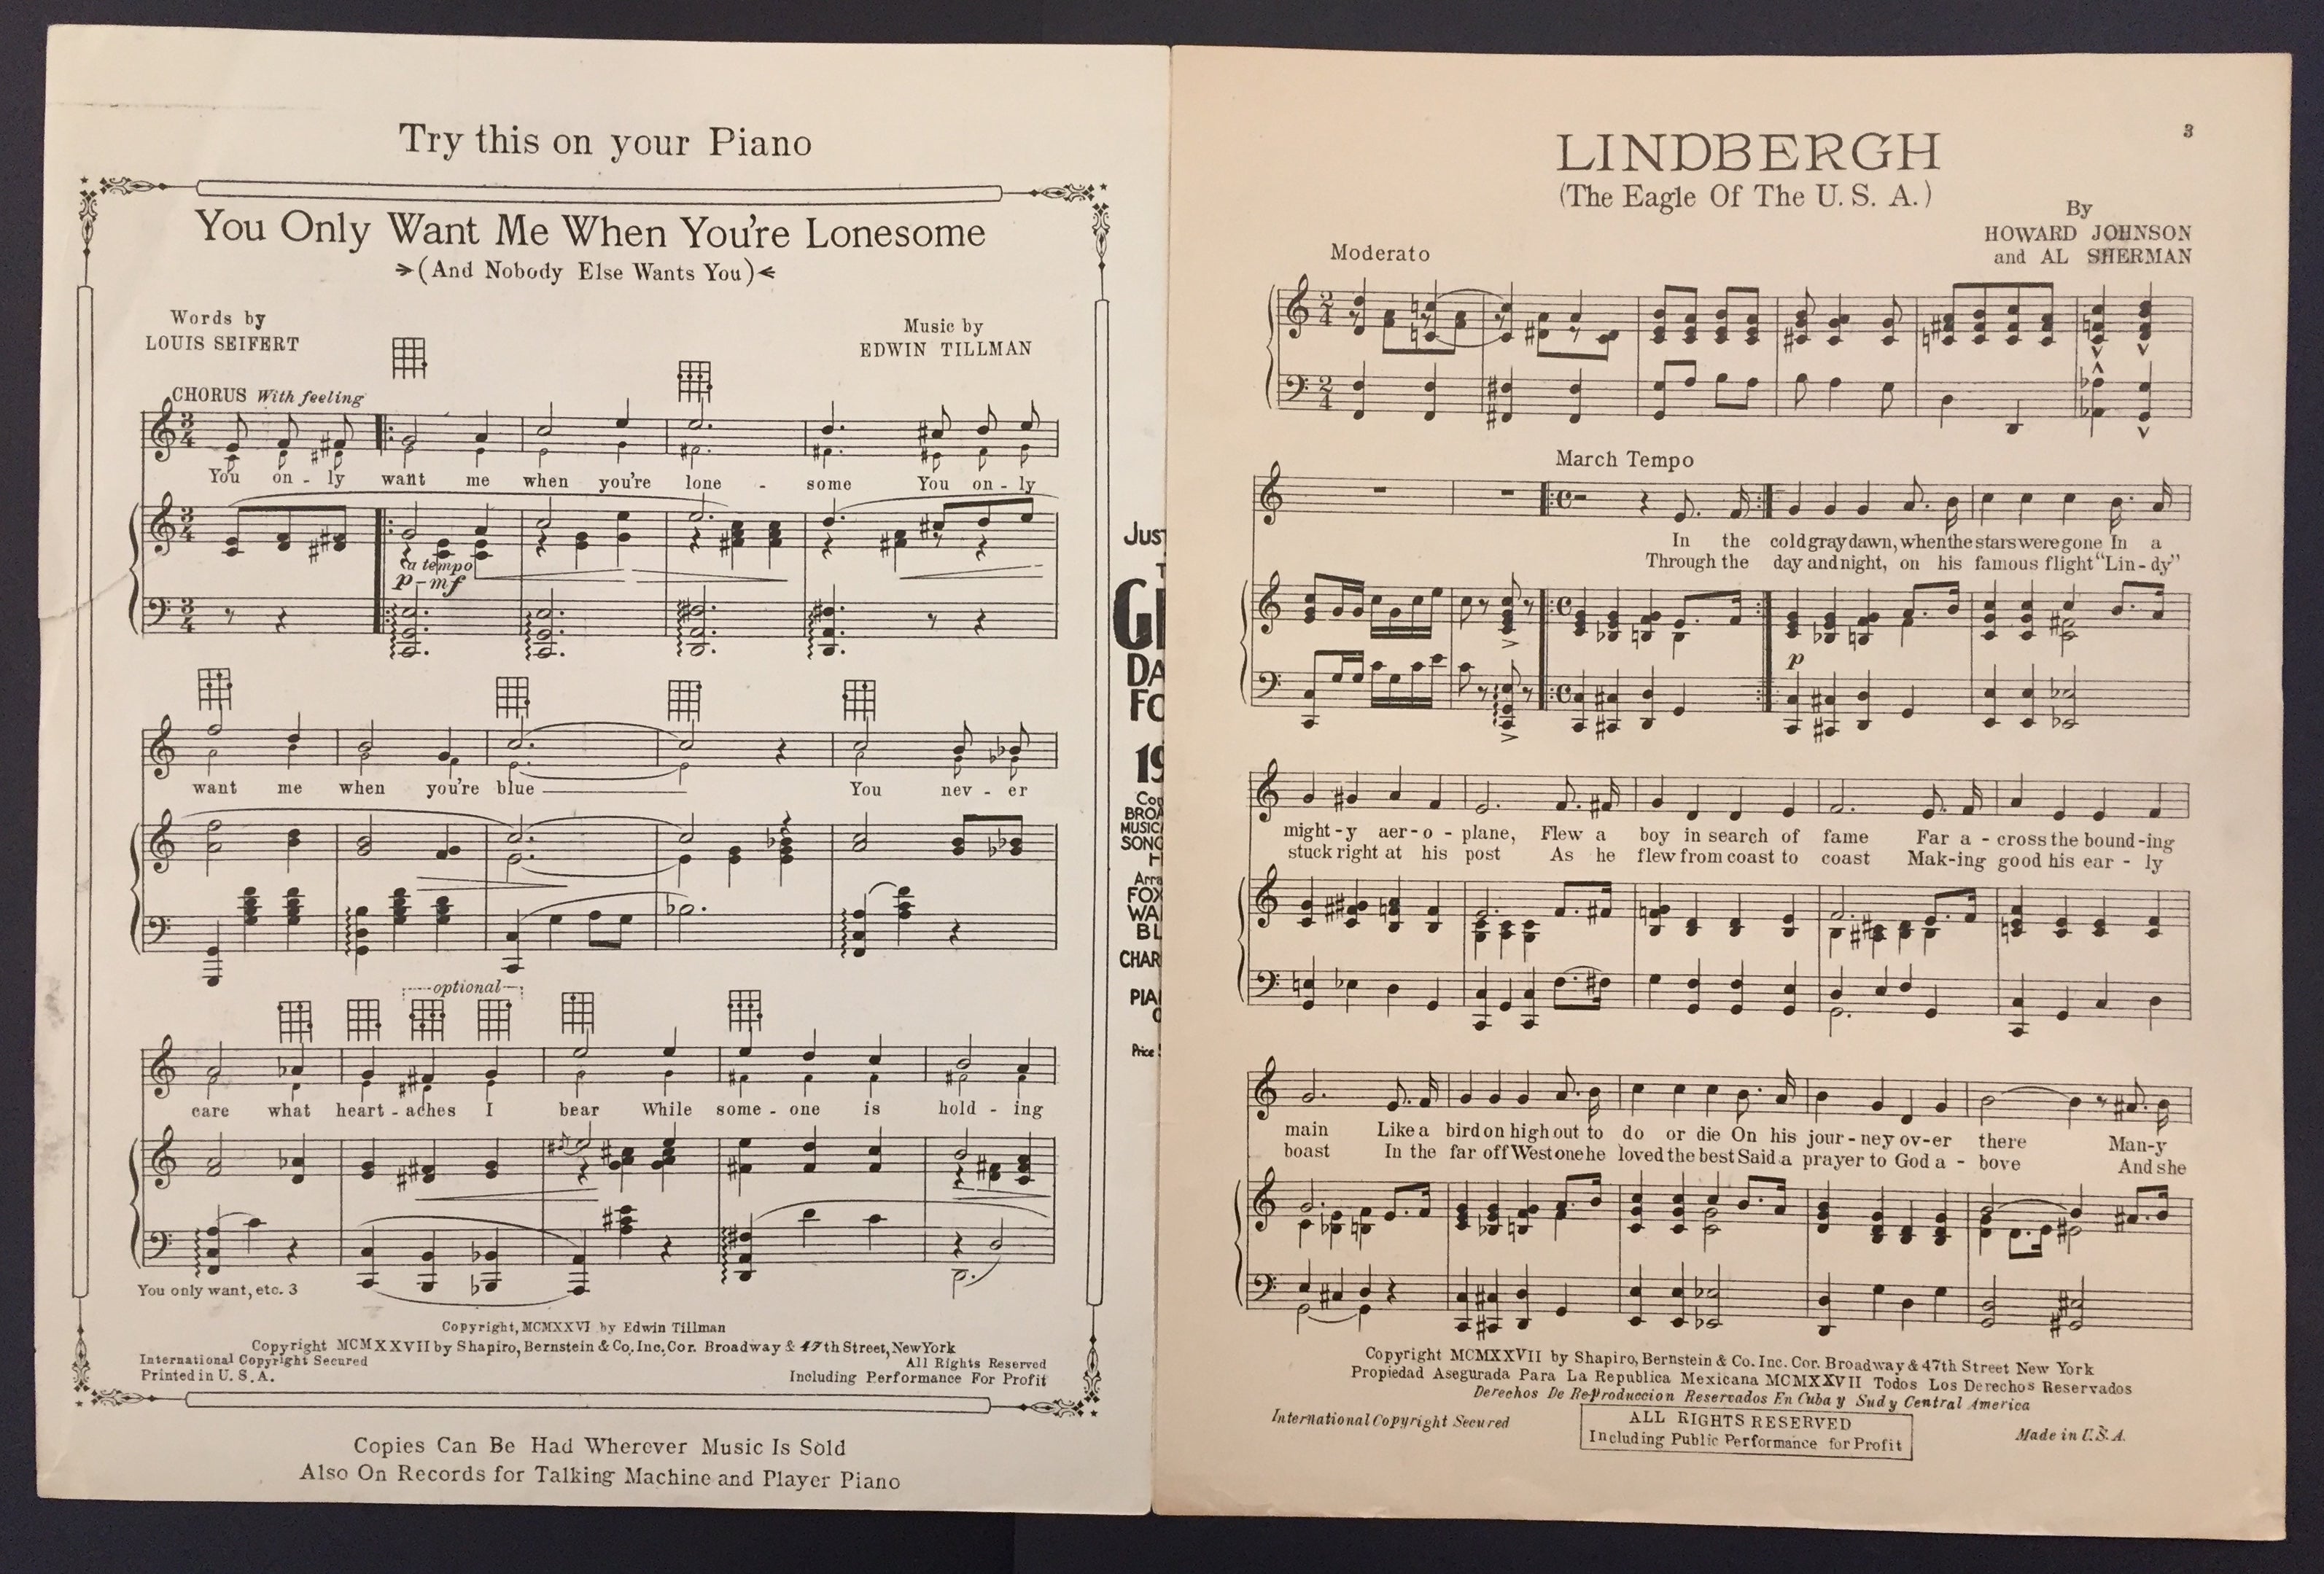 Try this on your Piano
You Only Want Me When You're Lonesome
(And Nobody Else Wants You)
Words by
LOUIS SEIFERT
Music by
EDWIN TILLMAN
CHORUS With feeling
You on - ly want me when you're lone - some You on - ly
a tempo
p-mf
want me when you're blue You nev - er
optional
care what heart - aches I bear While some - one is hold - ing
You only want, etc. 3
Copyright, MCMXXVI by Edwin Tillman
Copyright MCMXXVII by Shapiro, Bernstein & Co. Inc. Cor. Broadway & 47th Street, New York
International Copyright Secured
All Rights Reserved
Printed in U. S. A.
Including Performance For Profit
Copies Can Be Had Wherever Music Is Sold
Also On Records for Talking Machine and Player Piano
JUS
G
DA
FO
19
BROA
MUSIC
SONG
H
Arra
FOX
WA
BL
CHAR
PIA
Price
3
LINDBERGH
(The Eagle Of The U. S. A.)
By
HOWARD JOHNSON
and AL SHERMAN
Moderato
March Tempo
In the cold gray dawn, when the stars were gone In a
Through the day and night, on his famous flight "Lin - dy"
p
might - y aer - o - plane, Flew a boy in search of fame Far a - cross the bound - ing
stuck right at his post As he flew from coast to coast Mak - ing good his ear - ly
main Like a bird on high out to do or die On his jour - ney ov - er there Man - y
boast In the far off West one he loved the best Said a prayer to God a - bove And she
Copyright MCMXXVII by Shapiro, Bernstein & Co. Inc. Cor. Broadway & 47th Street New York
Propiedad Asegurada Para La Republica Mexicana MCMXXVII Todos Los Derechos Reservados
Derechos De Reproduccion Reservados En Cuba y Sud y Central America
International Copyright Secured
ALL RIGHTS RESERVED
Including Public Performance for Profit
Made in U.S.A.